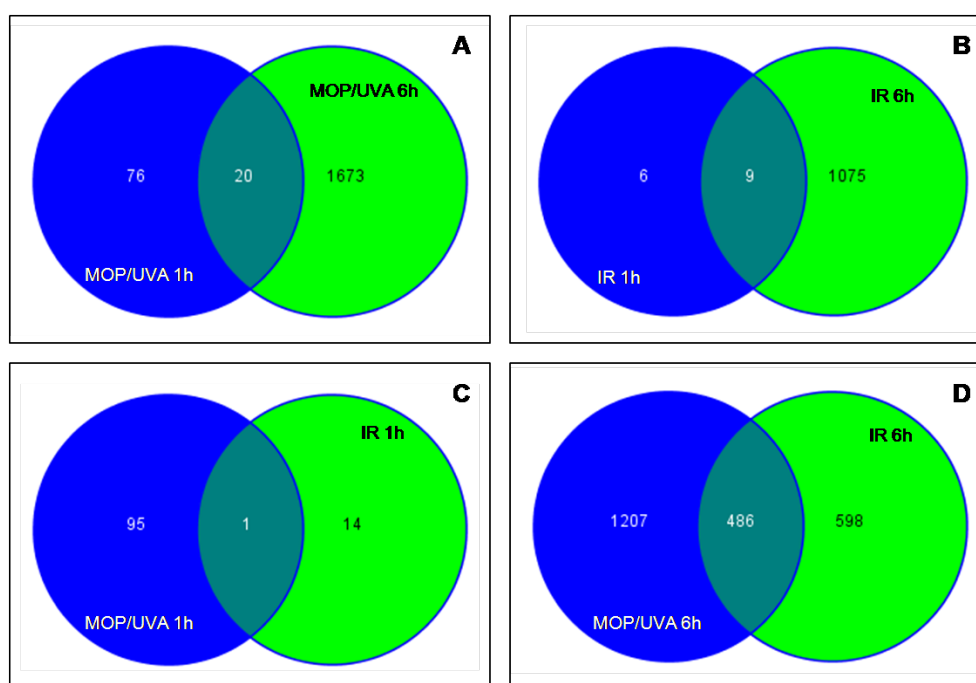 A
MOP/UVA 6h
76
20
1673
MOP/UVA 1h
B
IR 6h
6
9
1075
IR 1h
C
IR 1h
95
1
14
MOP/UVA 1h
D
IR 6h
1207
486
598
MOP/UVA 6h